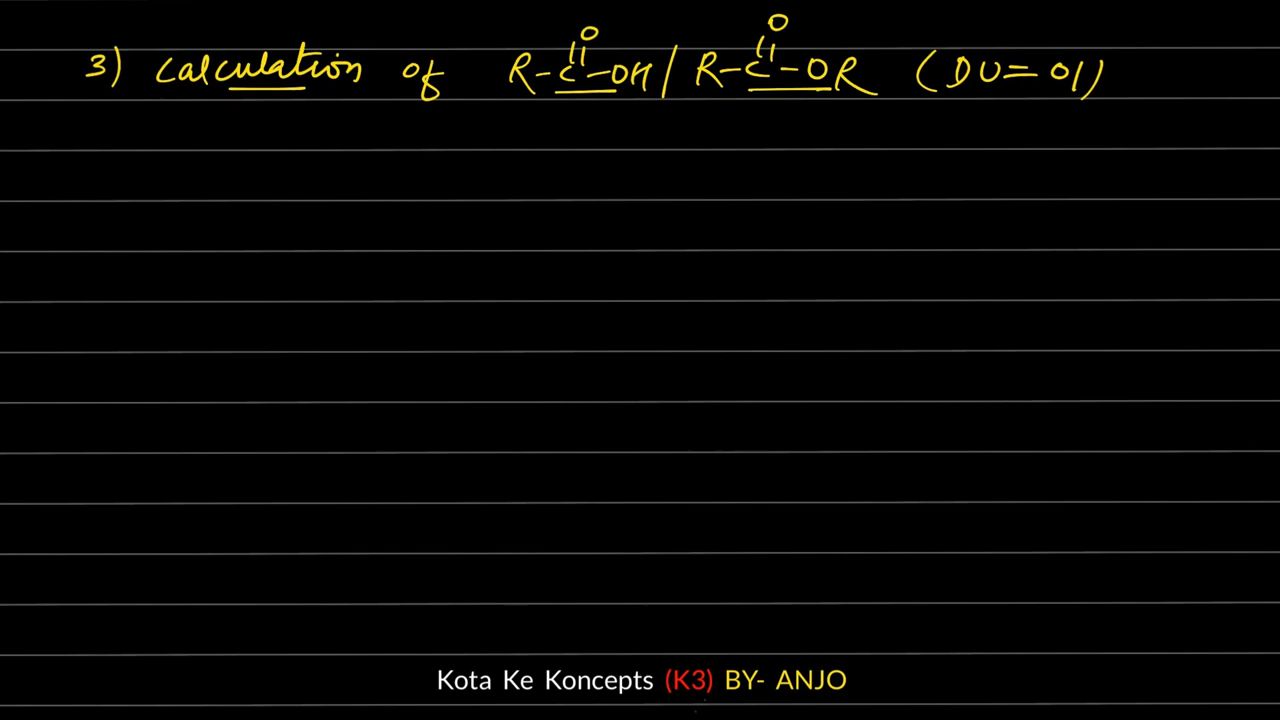 3) Calculation of R-C(=O)-OH / R-C(=O)-OR (DU=01)
Kota Ke Koncepts (K3) BY- ANJO